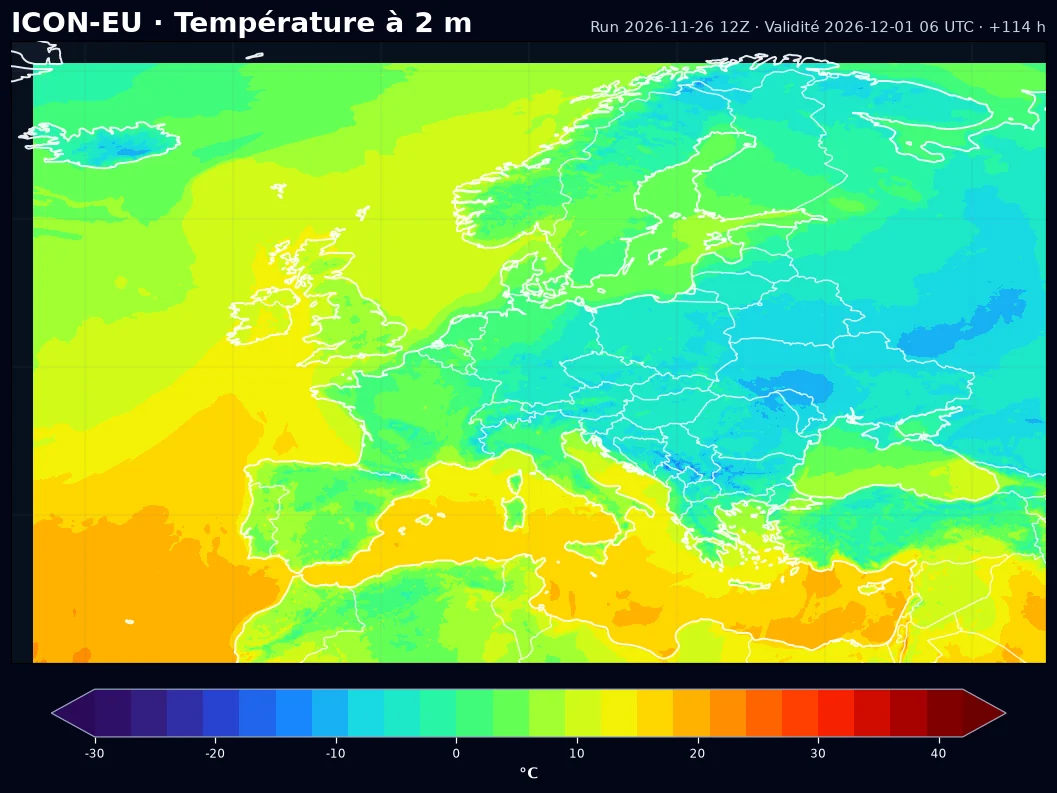 ICON-EU · Température à 2 m
Run 2026-11-26 12Z · Validité 2026-12-01 06 UTC · +114 h
-30 -20 -10 0 10 20 30 40
°C